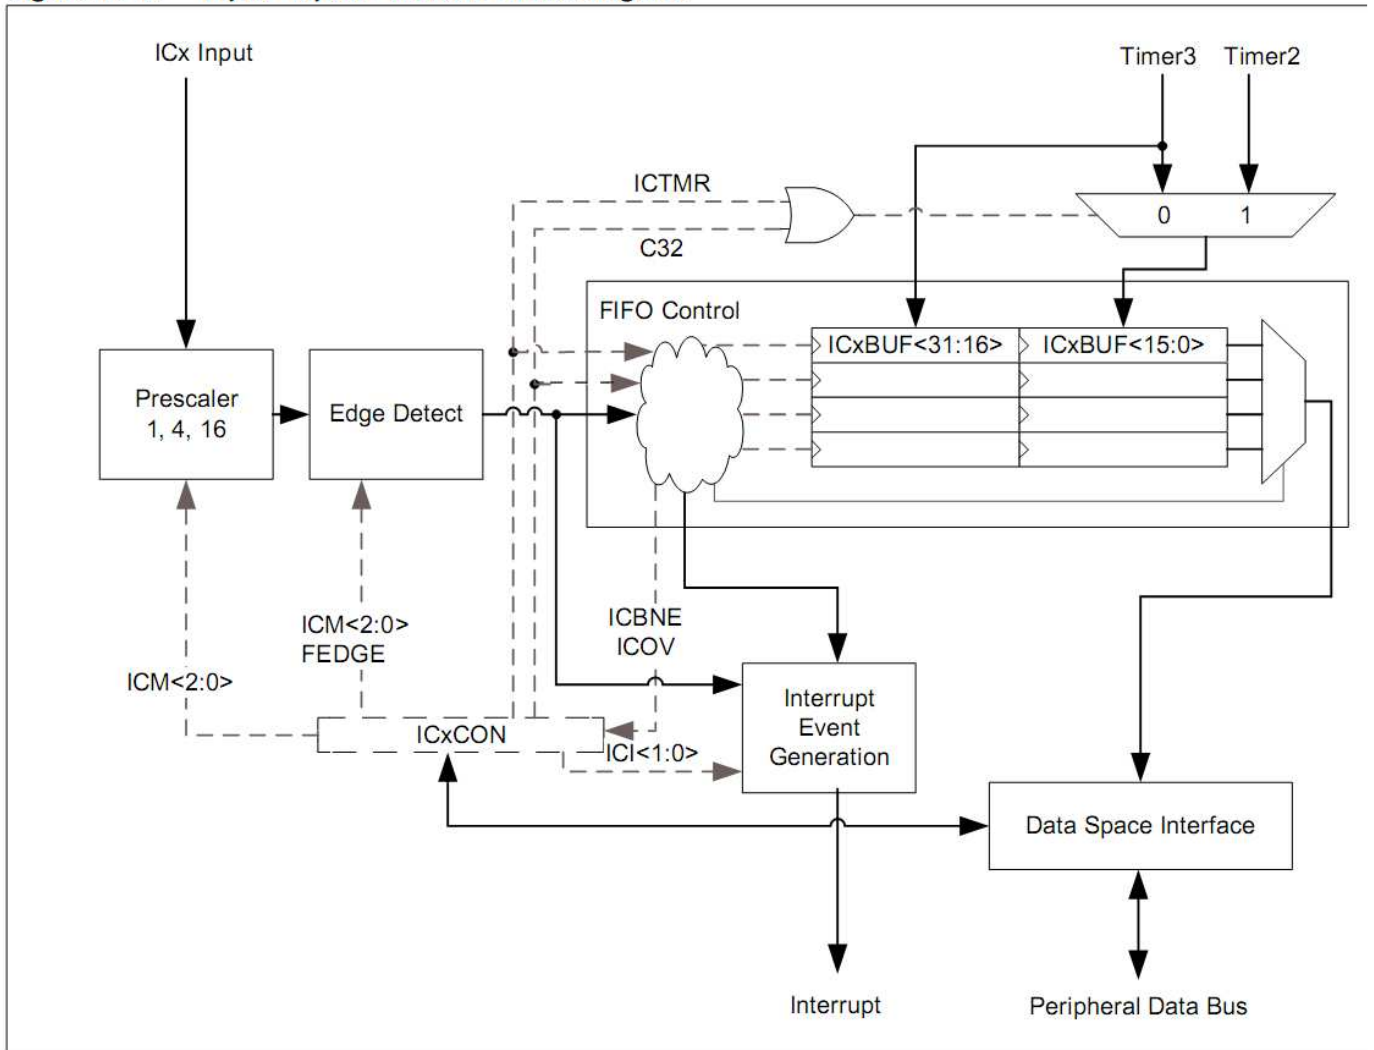 ICx Input
Timer3 Timer2
ICTMR
0 1
C32
FIFO Control
ICxBUF<31:16> ICxBUF<15:0>
Prescaler
1, 4, 16
Edge Detect
ICM<2:0>
FEDGE
ICBNE
ICOV
ICM<2:0>
ICxCON
ICI<1:0>
Interrupt
Event
Generation
Data Space Interface
Interrupt
Peripheral Data Bus